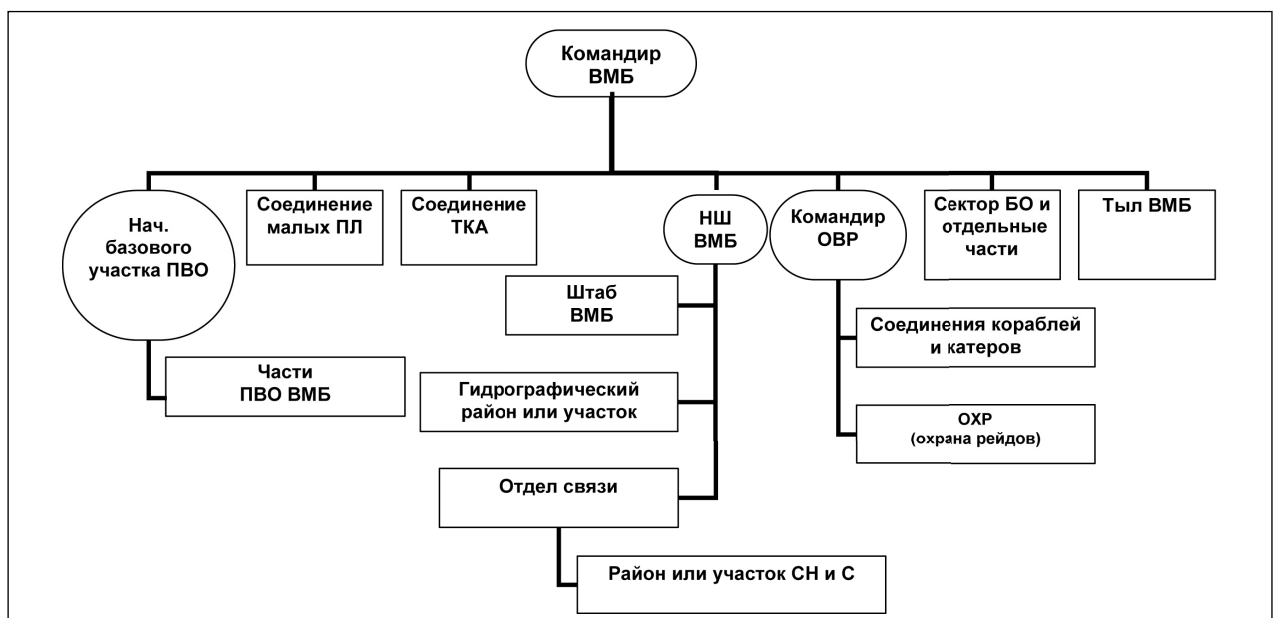 Командир
ВМБ
Нач.
базового
участка ПВО
Соединение
малых ПЛ
Соединение
ТКА
НШ
ВМБ
Командир
ОВР
Сектор БО и
отдельные
части
Тыл ВМБ
Штаб
ВМБ
Соединения кораблей
и катеров
Части
ПВО ВМБ
Гидрографический
район или участок
ОХР
(охрана рейдов)
Отдел связи
Район или участок СН и С